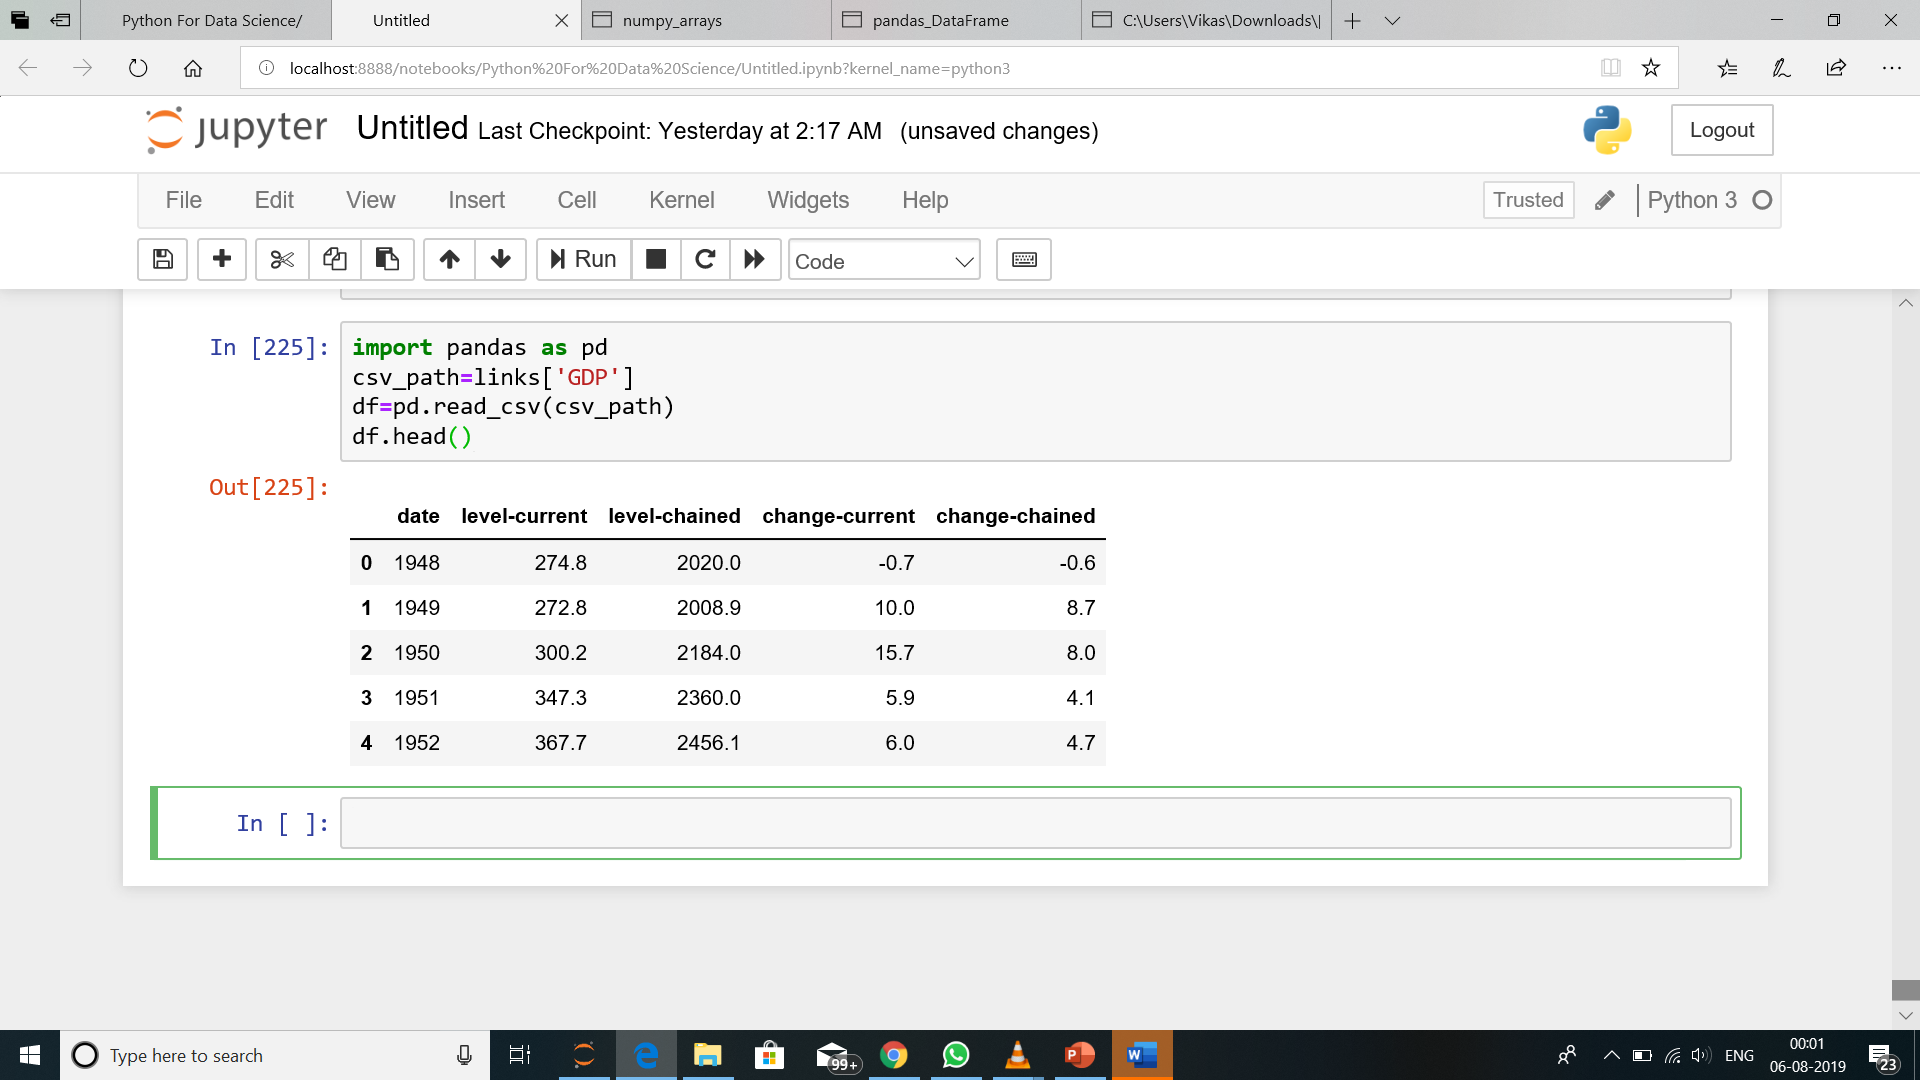 Python For Data Science/
Untitled
numpy_arrays
pandas_DataFrame
C:\Users\Vikas\Downloads\
localhost:8888/notebooks/Python%20For%20Data%20Science/Untitled.ipynb?kernel_name=python3
jupyter Untitled Last Checkpoint: Yesterday at 2:17 AM (unsaved changes)
Logout
File Edit View Insert Cell Kernel Widgets Help
Trusted
Python 3
Run
Code
In [225]:
import pandas as pd
csv_path=links['GDP']
df=pd.read_csv(csv_path)
df.head()
Out[225]:
date level-current level-chained change-current change-chained
0 1948 274.8 2020.0 -0.7 -0.6
1 1949 272.8 2008.9 10.0 8.7
2 1950 300.2 2184.0 15.7 8.0
3 1951 347.3 2360.0 5.9 4.1
4 1952 367.7 2456.1 6.0 4.7
In [ ]:
Type here to search
99+
P
W
ENG
00:01
06-08-2019
23